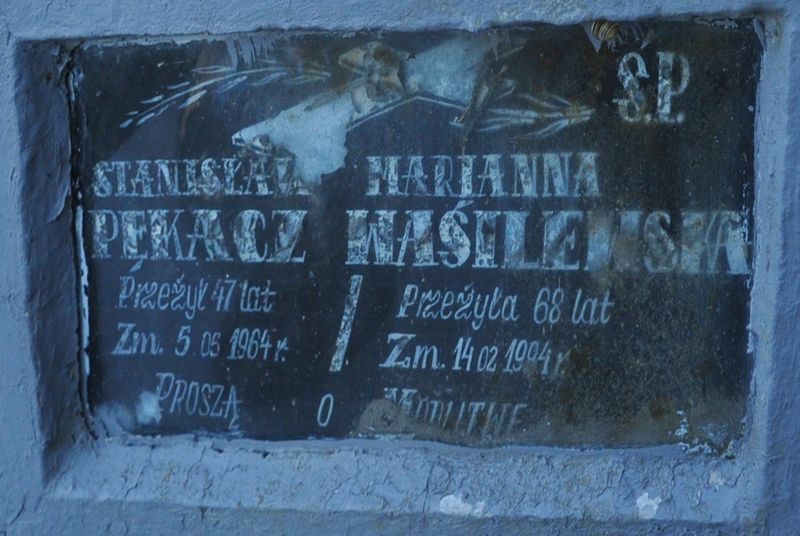 Ś.P.
STANISŁAW MARIANNA
PĘKACZ WAŚILEWSKA
Przeżył 47 lat Przeżyła 68 lat
Zm. 5 05 1964 r. Zm. 14 02 1994 r.
PROSZĄ O MODLITWĘ